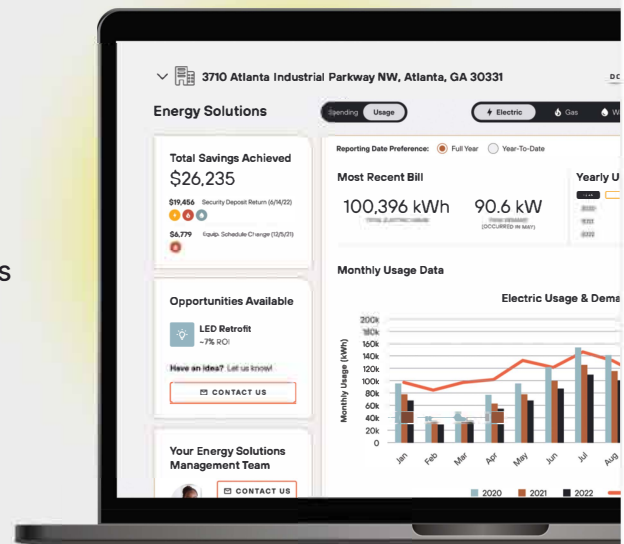 3710 Atlanta Industrial Parkway NW, Atlanta, GA 30331
DC
Energy Solutions
Spending Usage
Electric Gas W
Total Savings Achieved
$26,235
$19,456 Security Deposit Return (6/14/22)
$6,779 Equip. Schedule Change (12/5/21)
Opportunities Available
LED Retrofit
~7% ROI
Have an idea? Let us know!
CONTACT US
Your Energy Solutions
Management Team
CONTACT US
Reporting Date Preference: Full Year Year-To-Date
Most Recent Bill
100,396 kWh 90.6 kW
(OCCURRED IN MAY)
Yearly U
2020
2021
2022
Monthly Usage Data
Electric Usage & Dema
Monthly Usage (kWh)
200k
180k
160k
140k
120k
100k
80k
60k
40k
20k
0
Jan Feb Mar Apr May Jun Jul Aug
2020 2021 2022
s